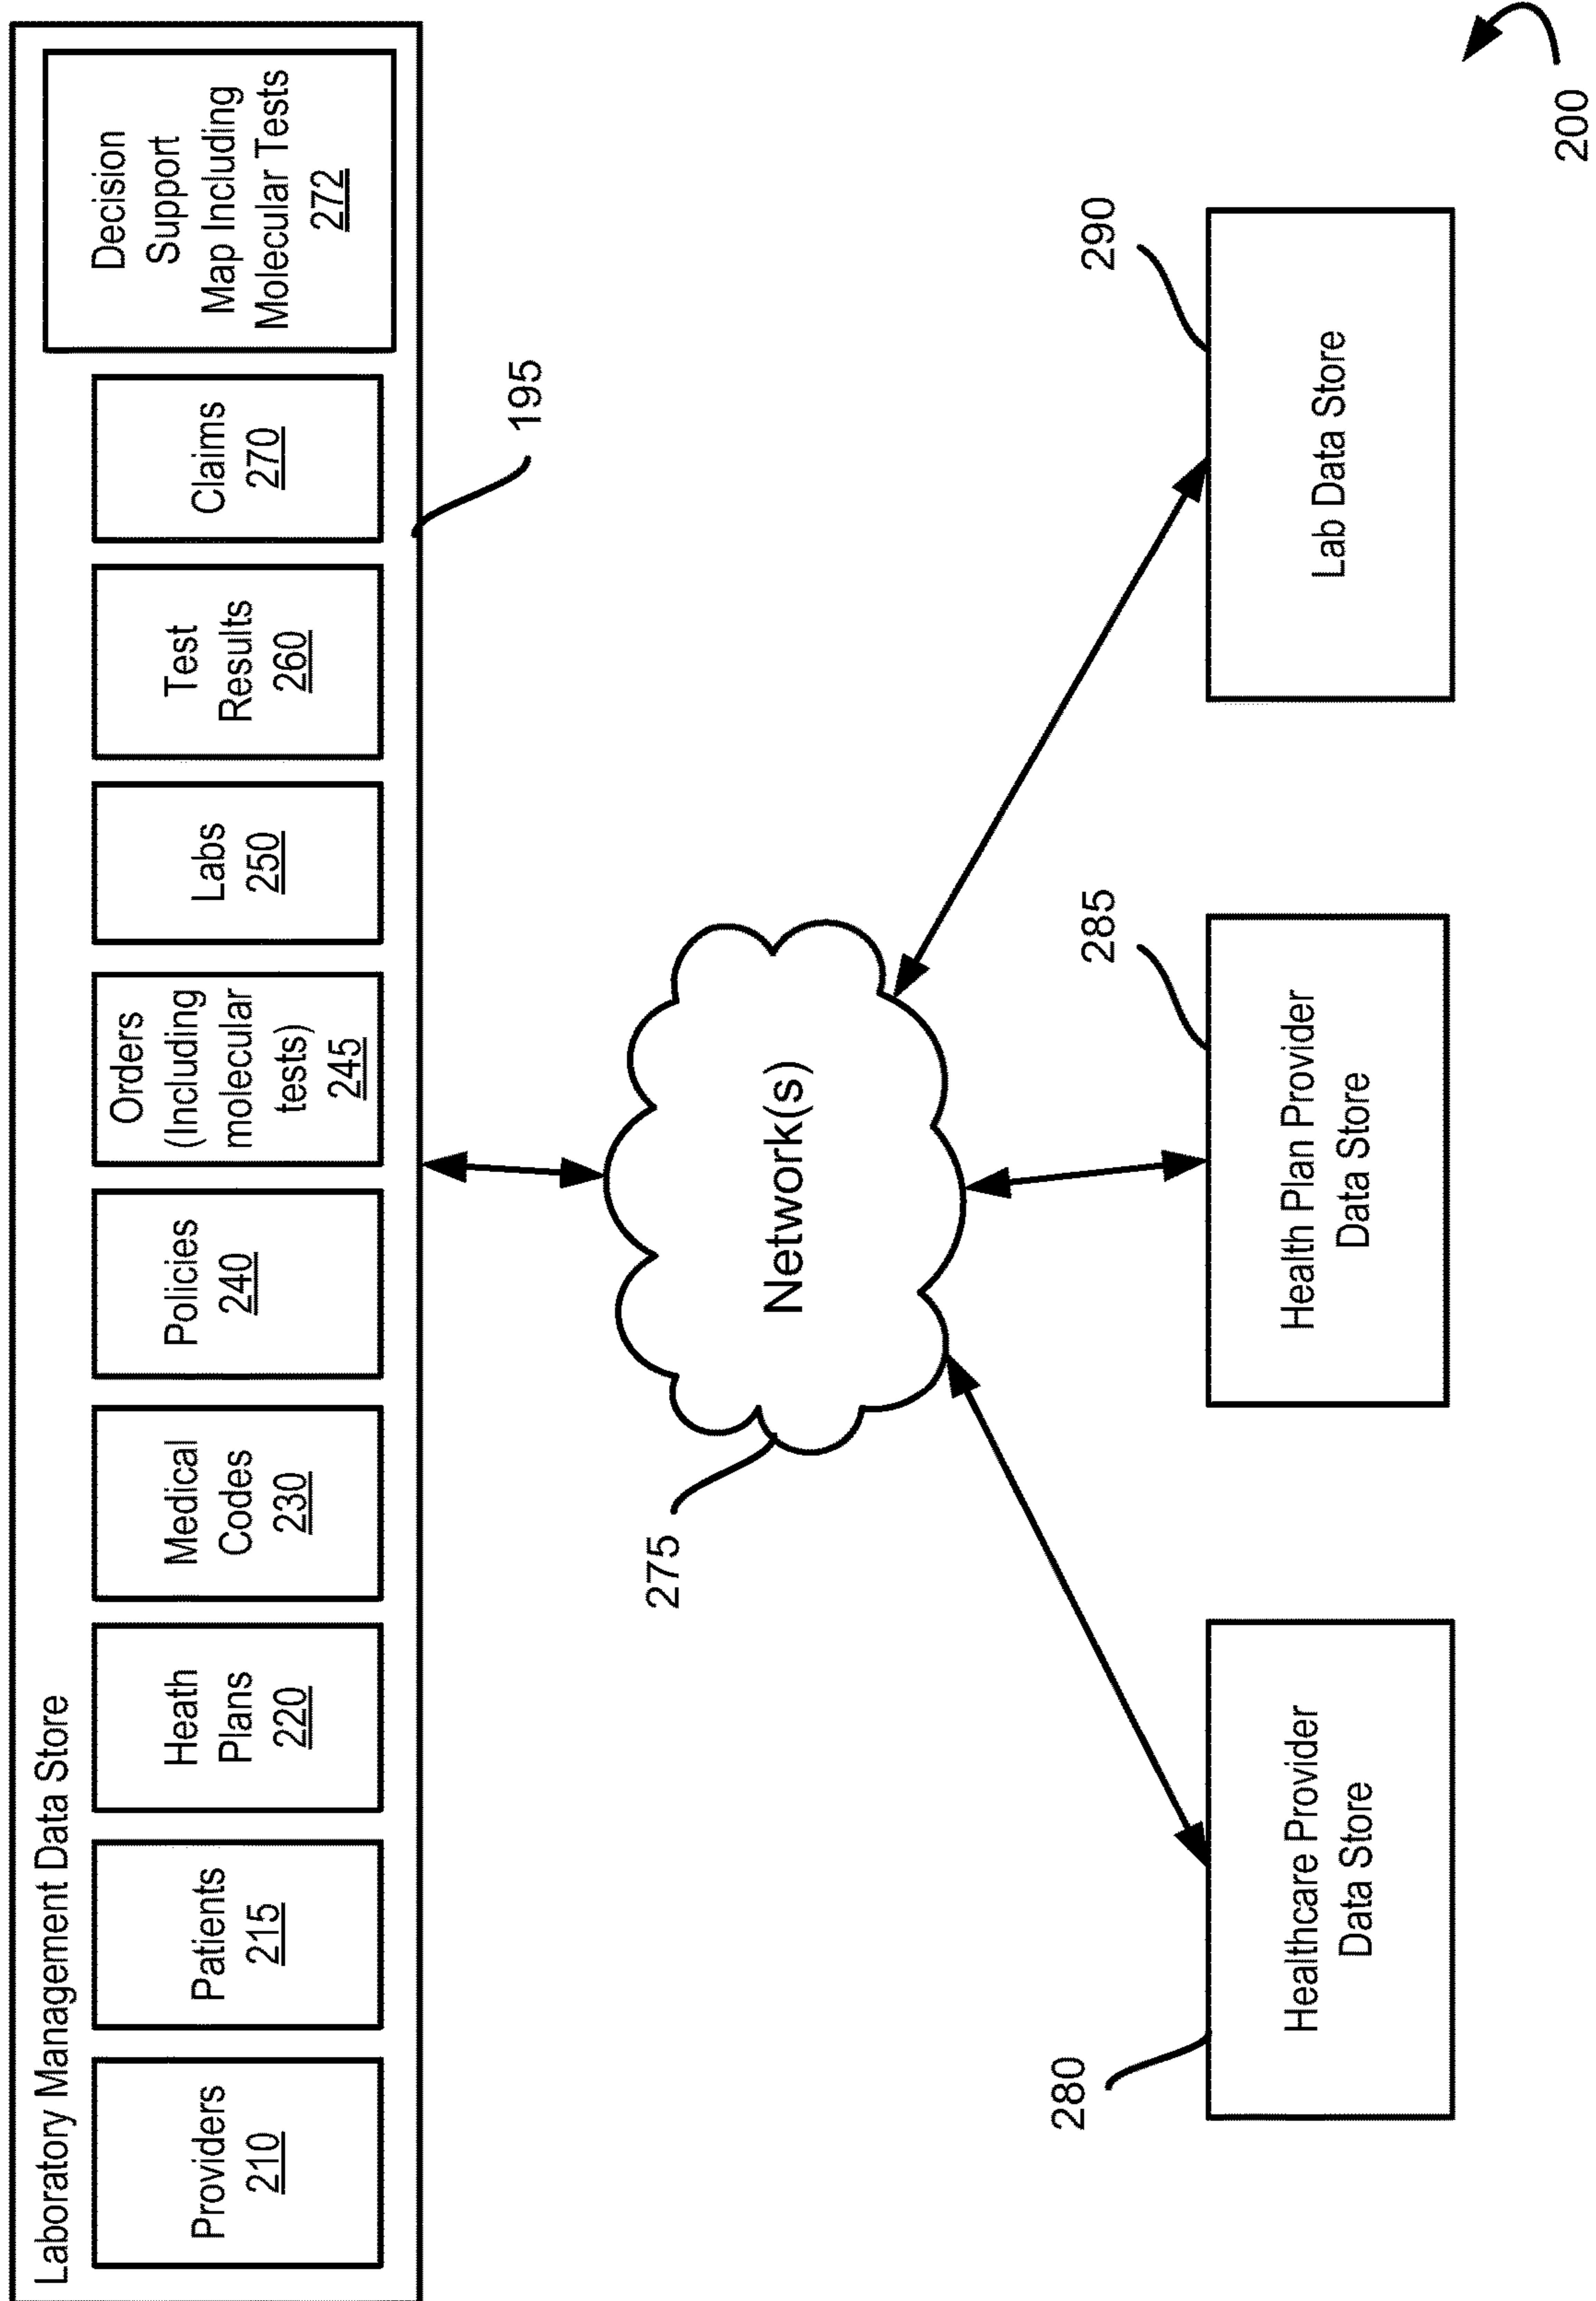 Laboratory Management Data Store
Providers
210
Patients
215
Heath
Plans
220
Medical
Codes
230
Policies
240
Orders
(Including
molecular
tests)
245
Labs
250
Test
Results
260
Claims
270
Decision
Support
Map Including
Molecular Tests
272
195
275
Network(s)
280
Healthcare Provider
Data Store
285
Health Plan Provider
Data Store
290
Lab Data Store
200